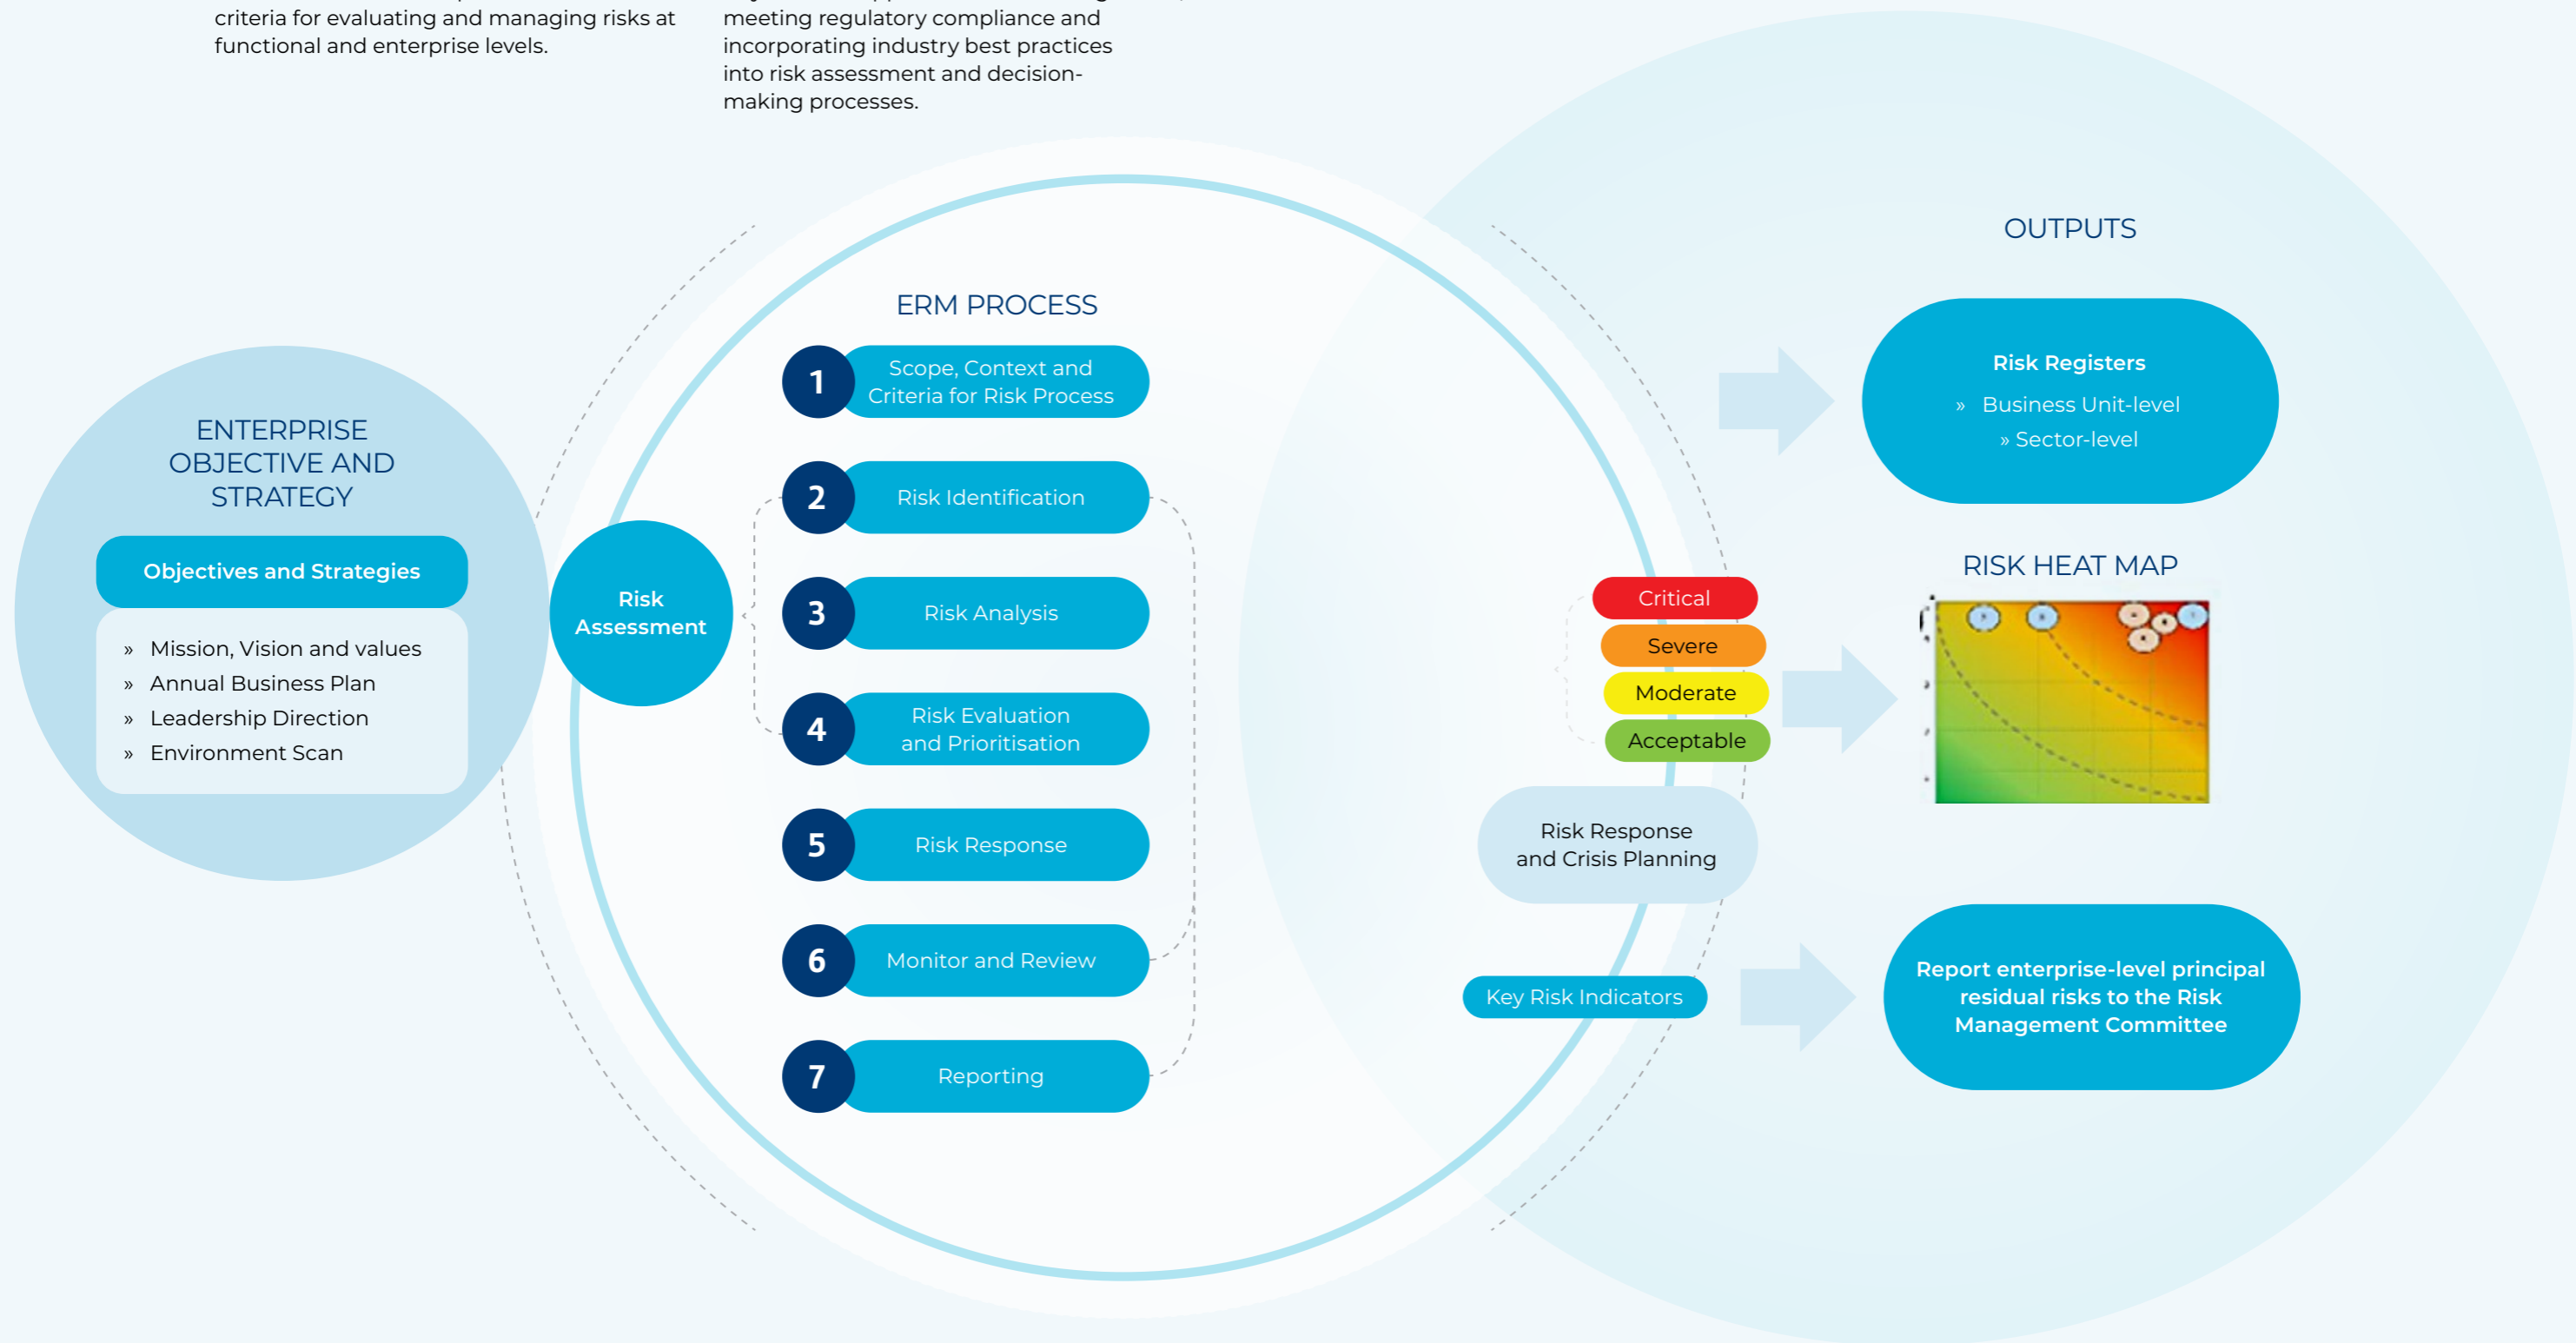 criteria for evaluating and managing risks at
functional and enterprise levels.
meeting regulatory compliance and
incorporating industry best practices
into risk assessment and decision-
making processes.
ENTERPRISE
OBJECTIVE AND
STRATEGY
Objectives and Strategies
» Mission, Vision and values
» Annual Business Plan
» Leadership Direction
» Environment Scan
Risk
Assessment
ERM PROCESS
1
Scope, Context and
Criteria for Risk Process
2
Risk Identification
3
Risk Analysis
4
Risk Evaluation
and Prioritisation
5
Risk Response
6
Monitor and Review
7
Reporting
Critical
Severe
Moderate
Acceptable
Risk Response
and Crisis Planning
Key Risk Indicators
OUTPUTS
Risk Registers
» Business Unit-level
» Sector-level
RISK HEAT MAP
Report enterprise-level principal
residual risks to the Risk
Management Committee